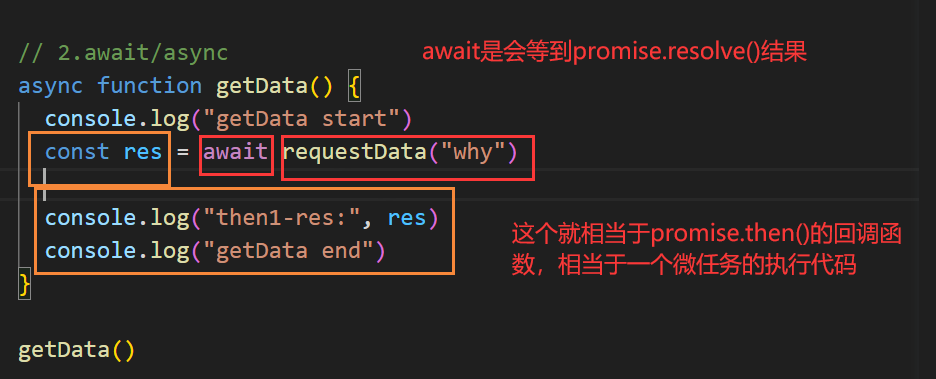 // 2.await/async
await是会等到promise.resolve()结果
async function getData() {
console.log("getData start")
const res = await requestData("why")
console.log("then1-res:", res)
console.log("getData end")
这个就相当于promise.then()的回调函
数，相当于一个微任务的执行代码
}
getData()